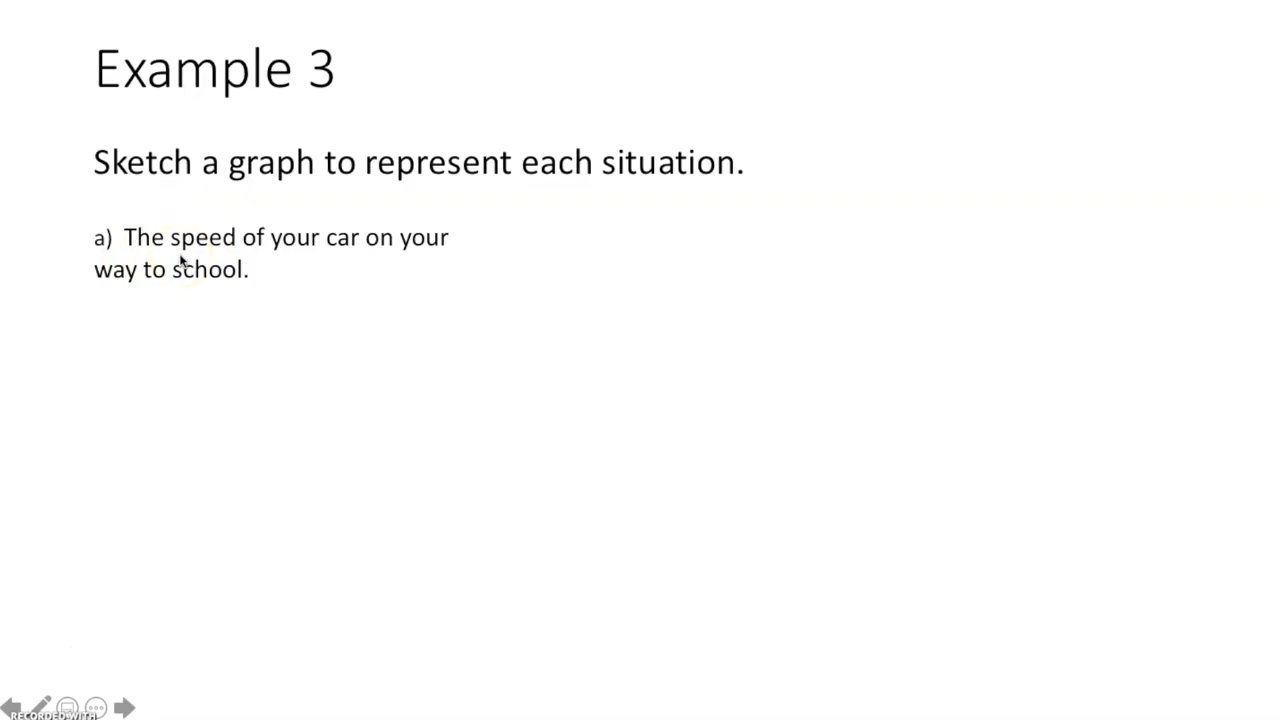 Example 3
Sketch a graph to represent each situation.
a) The speed of your car on your
way to school.
RECORDED WITH